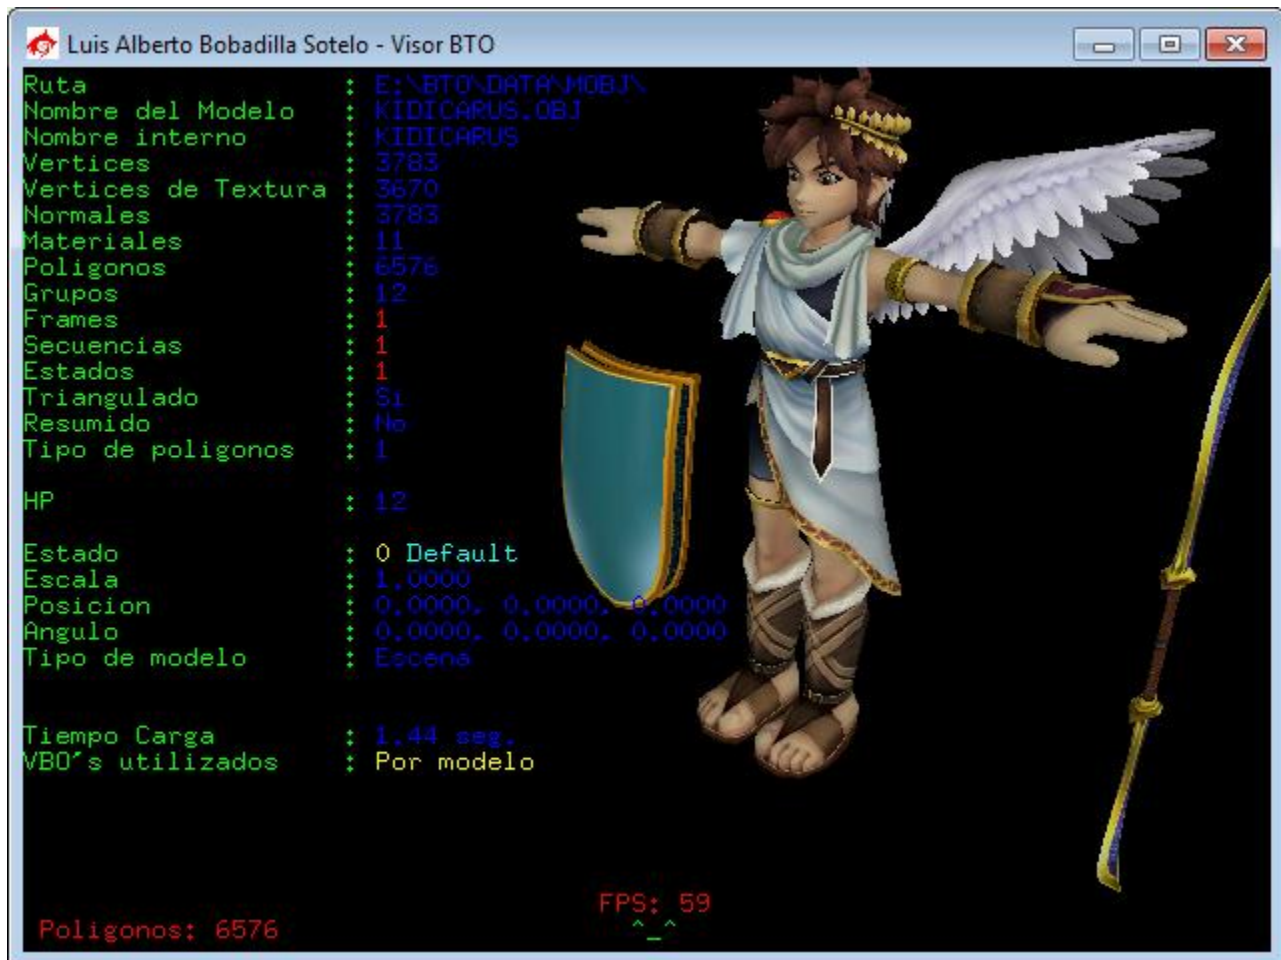 Luis Alberto Bobadilla Sotelo - Visor BTO
Ruta : E:\BTO\DATA\MOBJ\
Nombre del Modelo : KIDICARUS.OBJ
Nombre interno : KIDICARUS
Vertices : 3783
Vertices de Textura : 3670
Normales : 3783
Materiales : 11
Poligonos : 6576
Grupos : 12
Frames : 1
Secuencias : 1
Estados : 1
Triangulado : Si
Resumido : No
Tipo de poligonos : 1
HP : 12
Estado : 0 Default
Escala : 1.0000
Posicion : 0.0000, 0.0000, 0.0000
Angulo : 0.0000, 0.0000, 0.0000
Tipo de modelo : Escena
Tiempo Carga : 1.44 seg.
VBO´s utilizados : Por modelo
FPS: 59
^_^
Poligonos: 6576